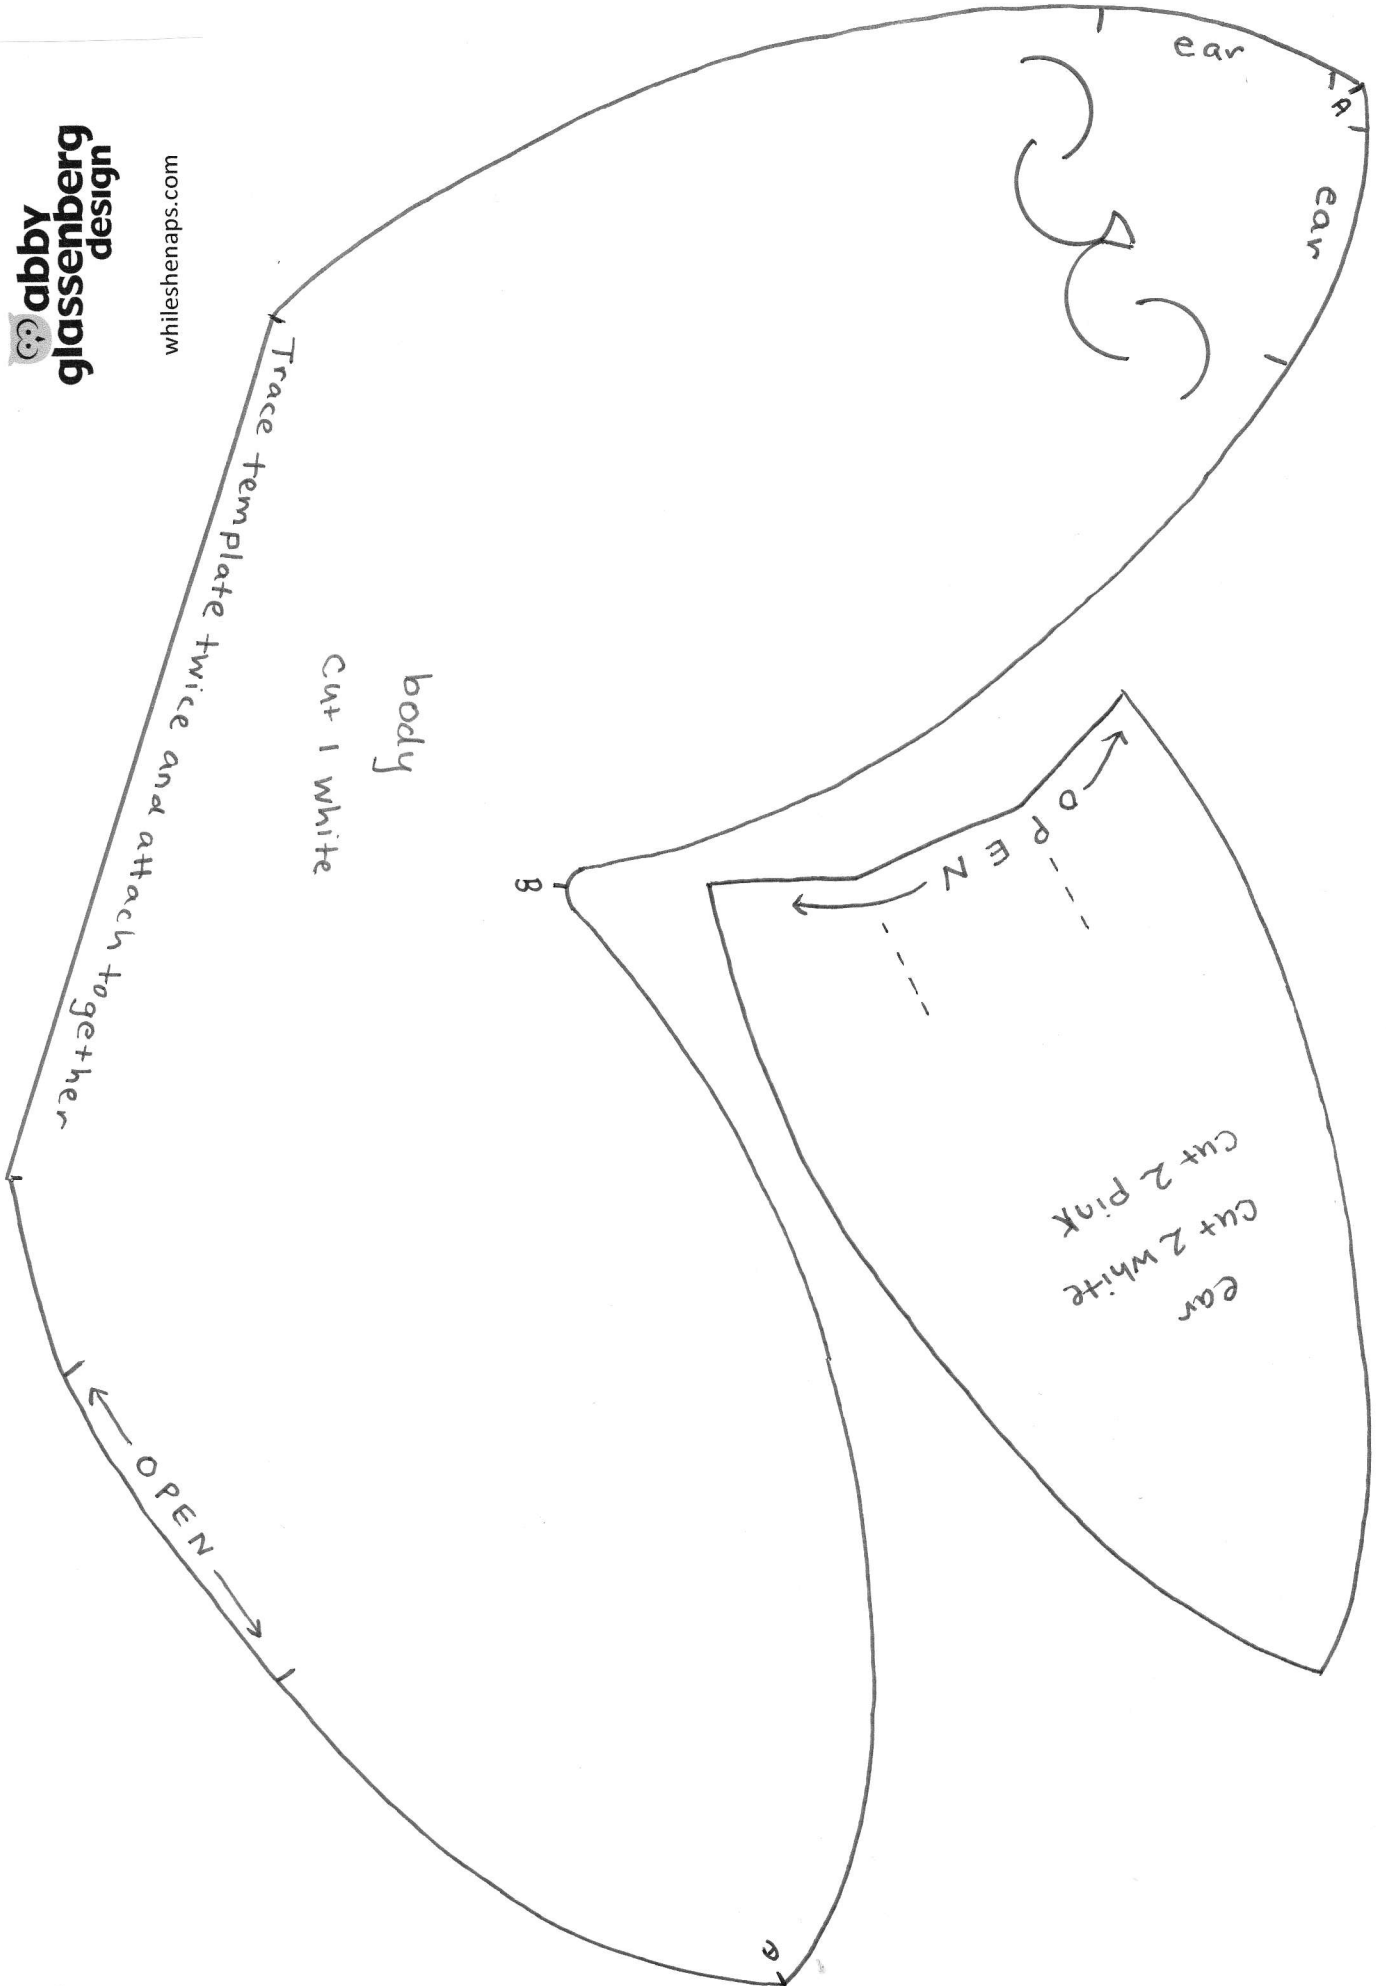 abby
glassenberg
design
whileshenaps.com
Trace template twice and attach together
body
cut 1 white
ear
A
ear
B
OPEN
ear
cut 2 white
cut 2 pink
OPEN
A